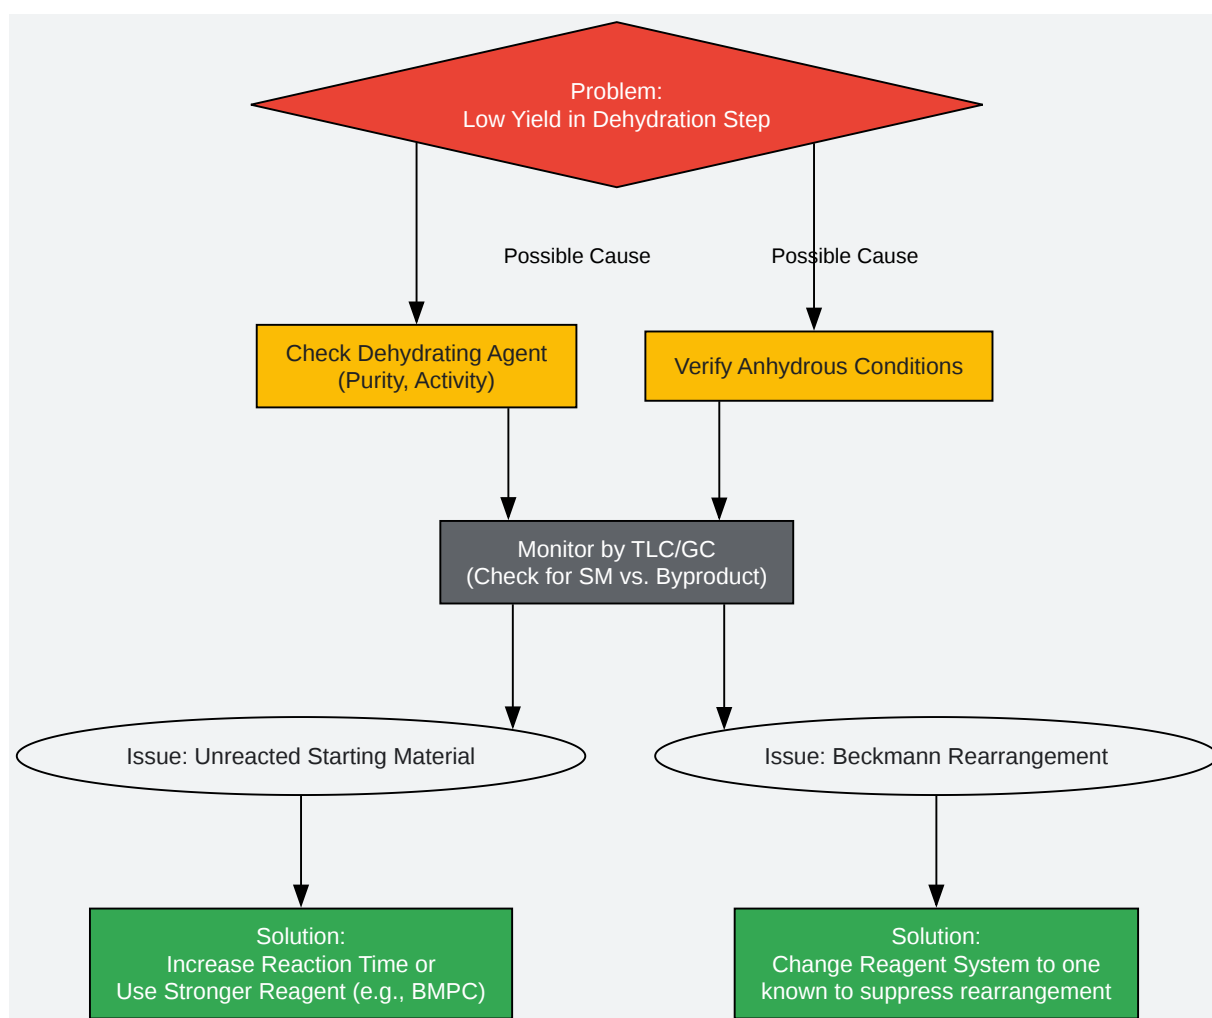 Problem:
Low Yield in Dehydration Step
Possible Cause
Possible Cause
Check Dehydrating Agent
(Purity, Activity)
Verify Anhydrous Conditions
Monitor by TLC/GC
(Check for SM vs. Byproduct)
Issue: Unreacted Starting Material
Issue: Beckmann Rearrangement
Solution:
Increase Reaction Time or
Use Stronger Reagent (e.g., BMPC)
Solution:
Change Reagent System to one
known to suppress rearrangement